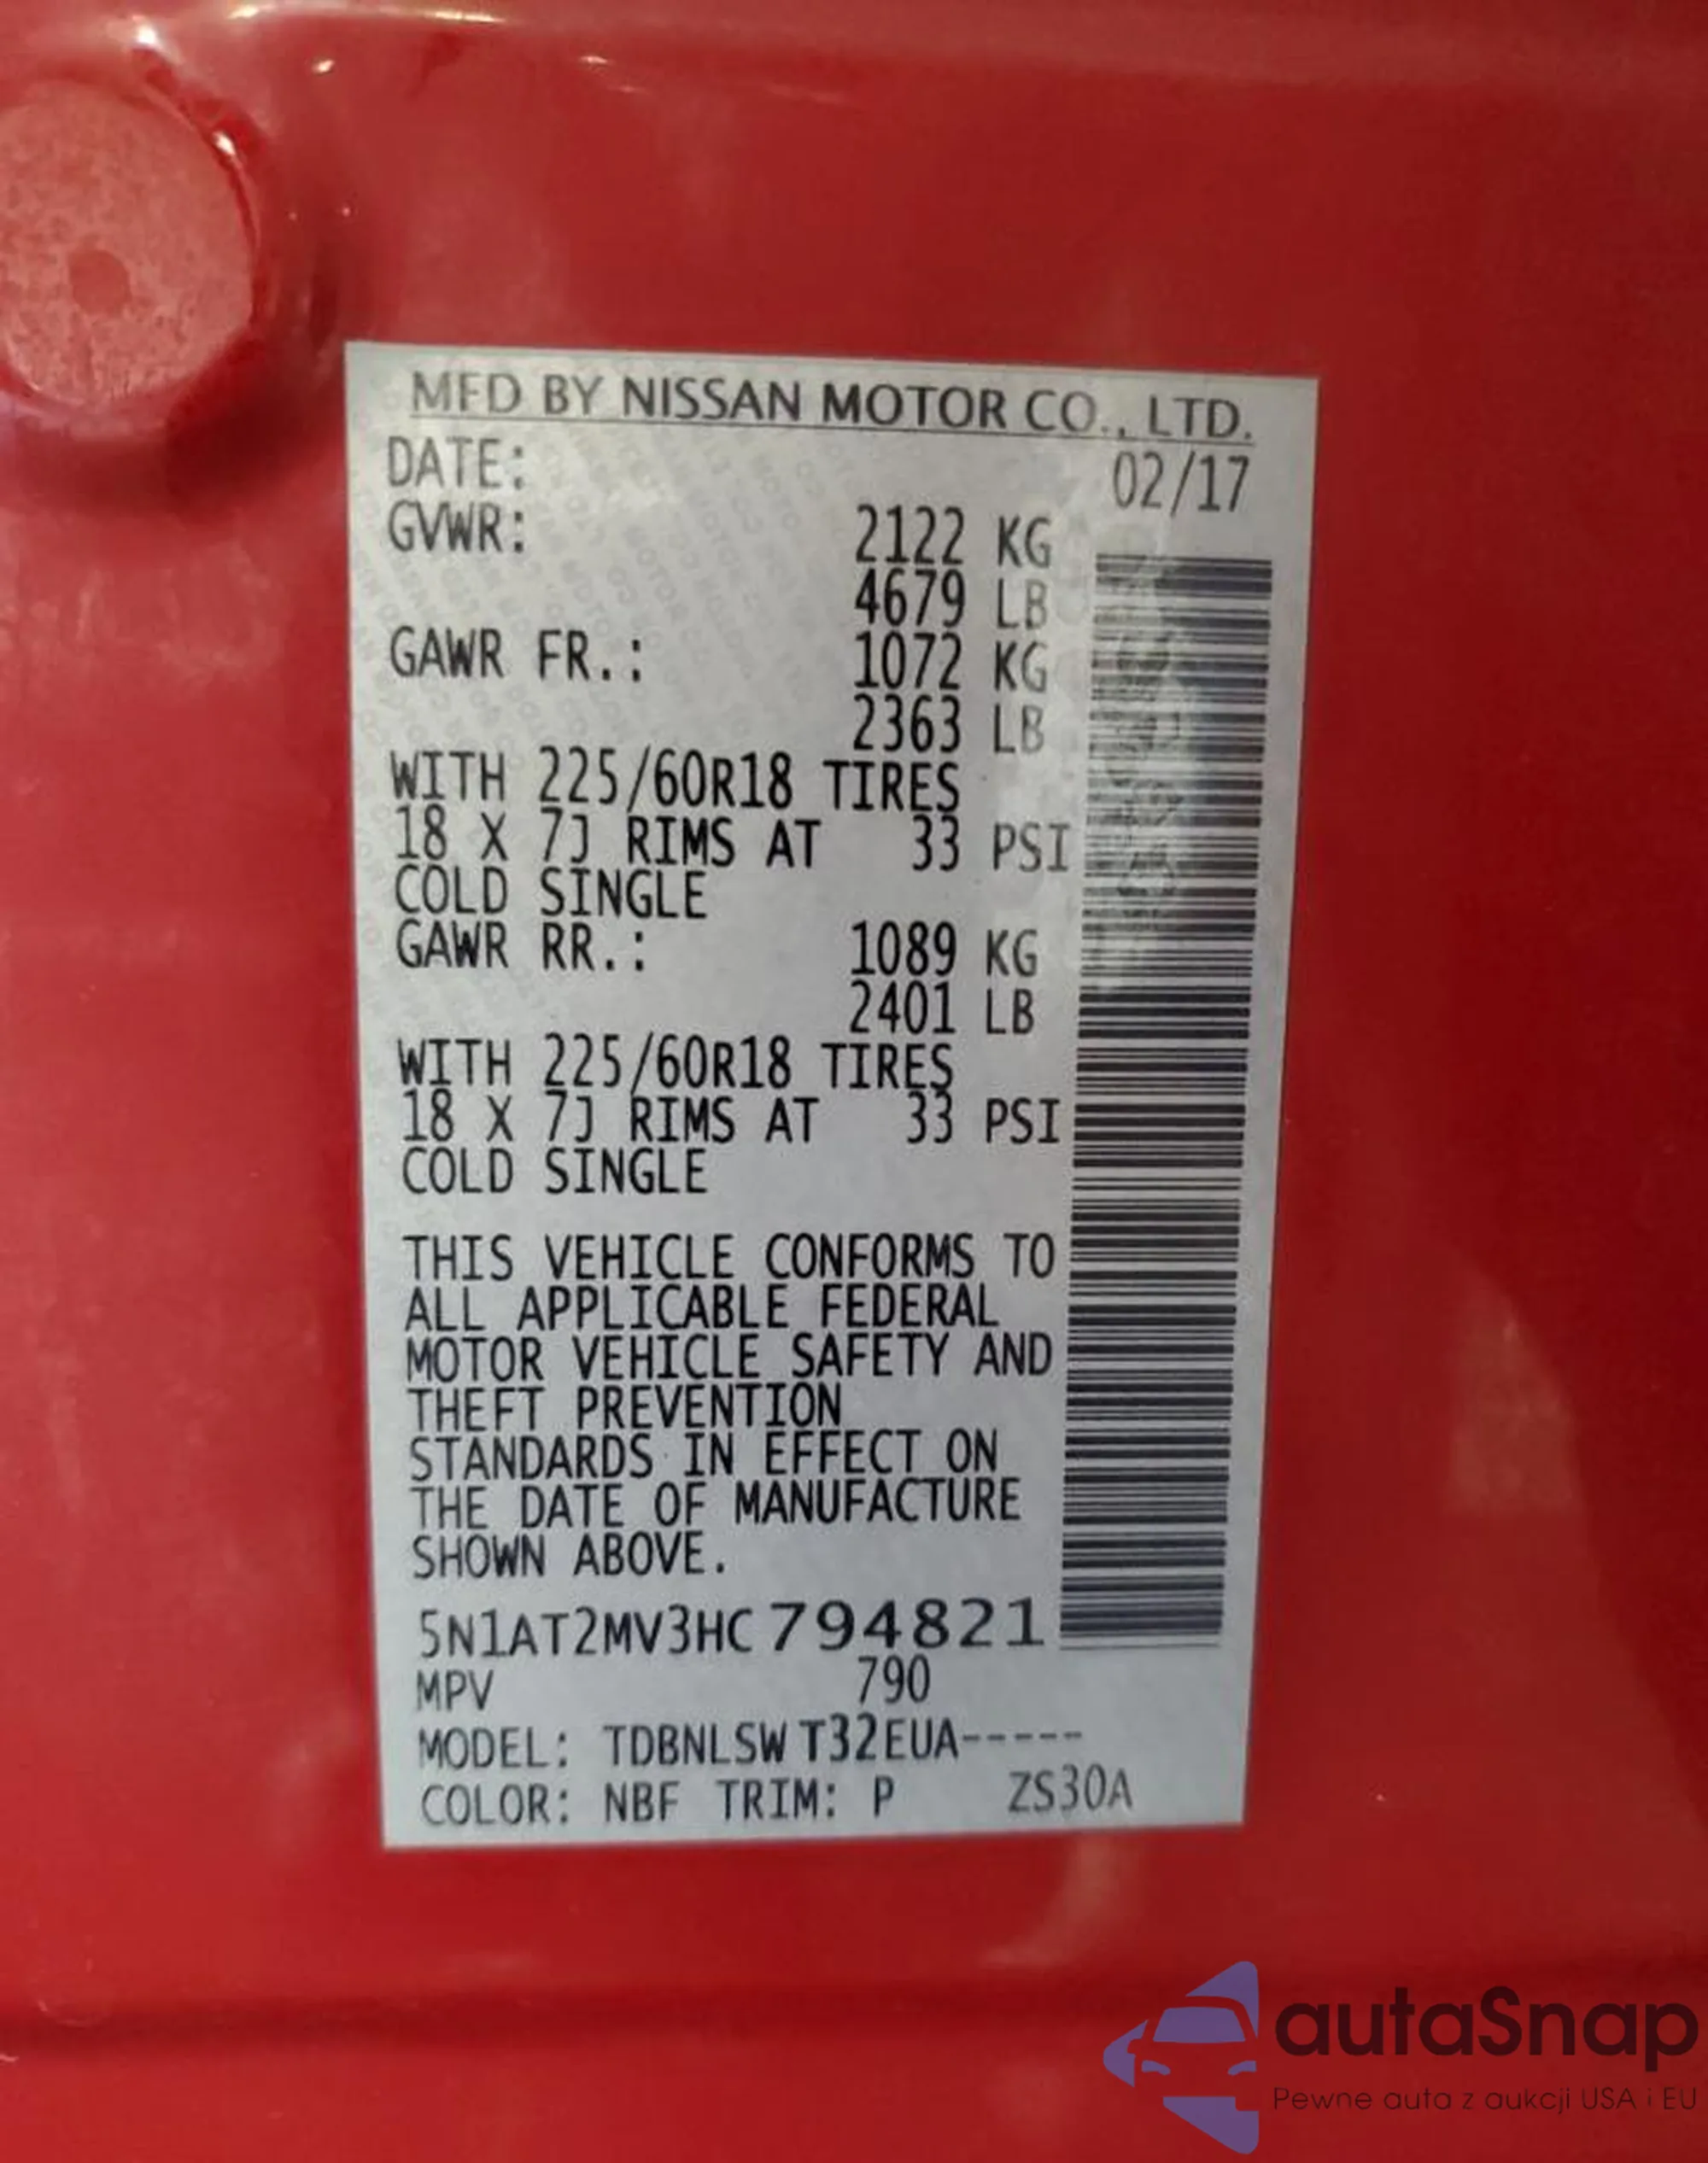 MFD BY NISSAN MOTOR CO., LTD.
DATE: 02/17
GVWR: 2122 KG
4679 LB
GAWR FR.: 1072 KG
2363 LB
WITH 225/60R18 TIRES
18 X 7J RIMS AT 33 PSI
COLD SINGLE
GAWR RR.: 1089 KG
2401 LB
WITH 225/60R18 TIRES
18 X 7J RIMS AT 33 PSI
COLD SINGLE
THIS VEHICLE CONFORMS TO
ALL APPLICABLE FEDERAL
MOTOR VEHICLE SAFETY AND
THEFT PREVENTION
STANDARDS IN EFFECT ON
THE DATE OF MANUFACTURE
SHOWN ABOVE.
5N1AT2MV3HC794821
MPV 790
MODEL: TDBNLSW T32EUA-----
COLOR: NBF TRIM: P ZS30A
autaSnap
Pewne auta z aukcji USA i EU